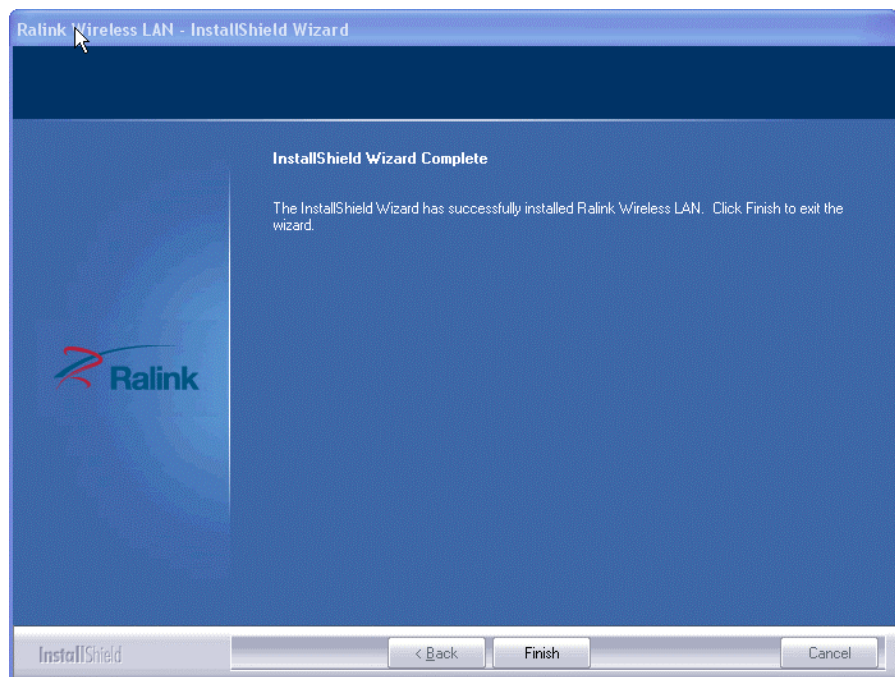 Ralink Wireless LAN - InstallShield Wizard
InstallShield Wizard Complete
The InstallShield Wizard has successfully installed Ralink Wireless LAN. Click Finish to exit the
wizard.
Ralink
InstallShield
< Back
Finish
Cancel